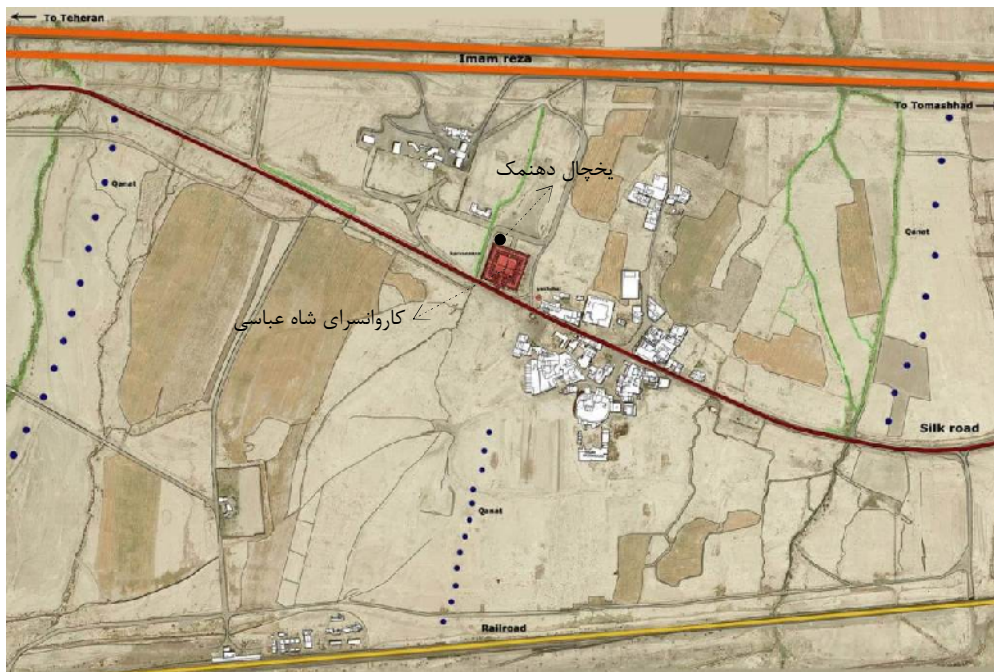 To Teheran
Imam reza
To Tomashhad
یخچال دهنمک
Qanat
Qanat
کاروانسرای شاه عباسی
Silk road
Qanat
Railroad